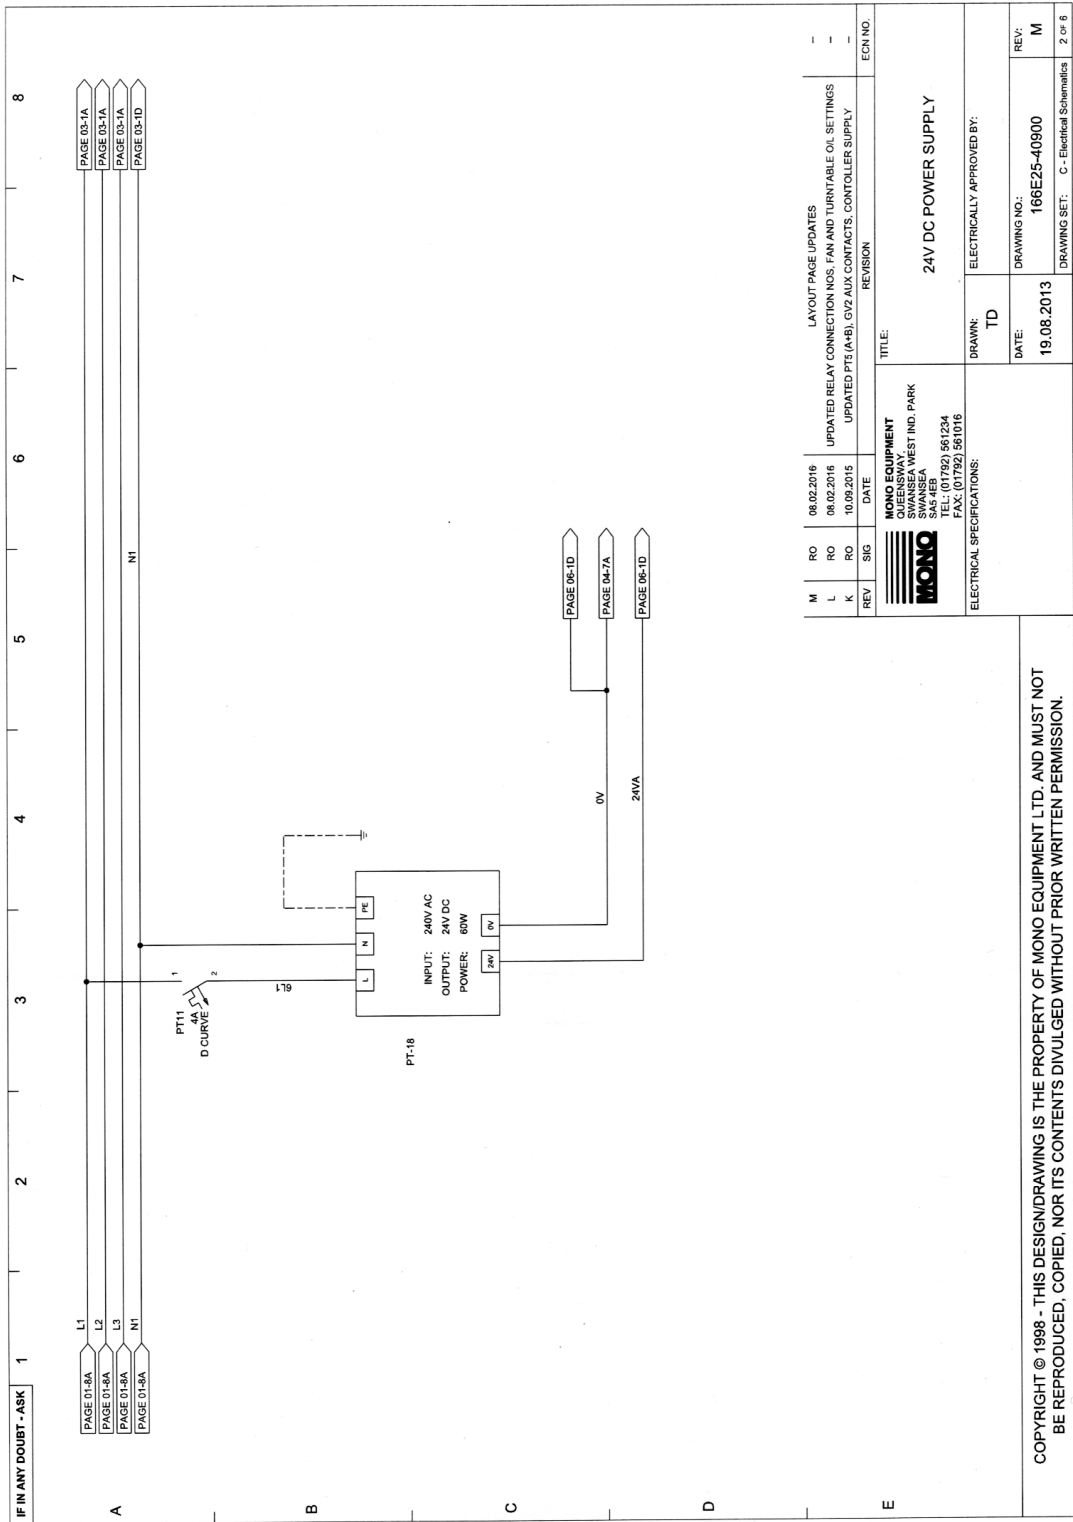 IF IN ANY DOUBT - ASK
1
2
3
4
5
6
7
8
A
B
C
D
E
PAGE 01-8A
L1
PAGE 03-1A
PAGE 01-8A
L2
PAGE 03-1A
PAGE 01-8A
L3
PAGE 03-1A
PAGE 01-8A
N1
N1
PAGE 03-1D
PT11
4A
D CURVE
1
2
6L1
PT-18
L
N
PE
INPUT: 240V AC
OUTPUT: 24V DC
POWER: 60W
24V
0V
0V
24VA
PAGE 06-1D
PAGE 04-7A
PAGE 06-1D
M RO 08.02.2016 LAYOUT PAGE UPDATES –
L RO 08.02.2016 UPDATED RELAY CONNECTION NOS, FAN AND TURNTABLE O/L SETTINGS –
K RO 10.09.2015 UPDATED PT5 (A+B), GV2 AUX CONTACTS, CONTOLLER SUPPLY –
REV SIG DATE REVISION ECN NO.
MONO
MONO EQUIPMENT
QUEENSWAY,
SWANSEA WEST IND. PARK
SWANSEA
SA5 4EB
TEL: (01792) 561234
FAX: (01792) 561016
TITLE:
24V DC POWER SUPPLY
ELECTRICAL SPECIFICATIONS:
DRAWN:
TD
ELECTRICALLY APPROVED BY:
DATE:
19.08.2013
DRAWING NO.:
166E25-40900
REV:
M
DRAWING SET: C - Electrical Schematics
2 OF 6
COPYRIGHT © 1998 - THIS DESIGN/DRAWING IS THE PROPERTY OF MONO EQUIPMENT LTD. AND MUST NOT
BE REPRODUCED, COPIED, NOR ITS CONTENTS DIVULGED WITHOUT PRIOR WRITTEN PERMISSION.